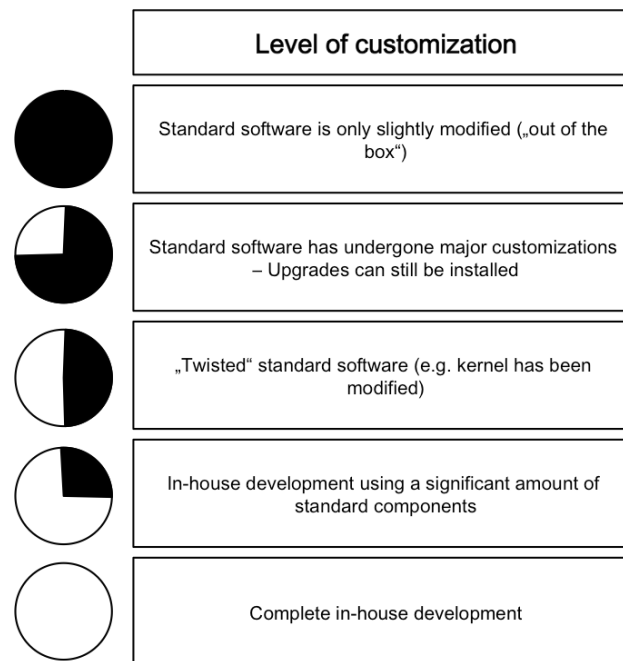 Level of customization
Standard software is only slightly modified („out of the
box“)
Standard software has undergone major customizations
– Upgrades can still be installed
„Twisted“ standard software (e.g. kernel has been
modified)
In-house development using a significant amount of
standard components
Complete in-house development